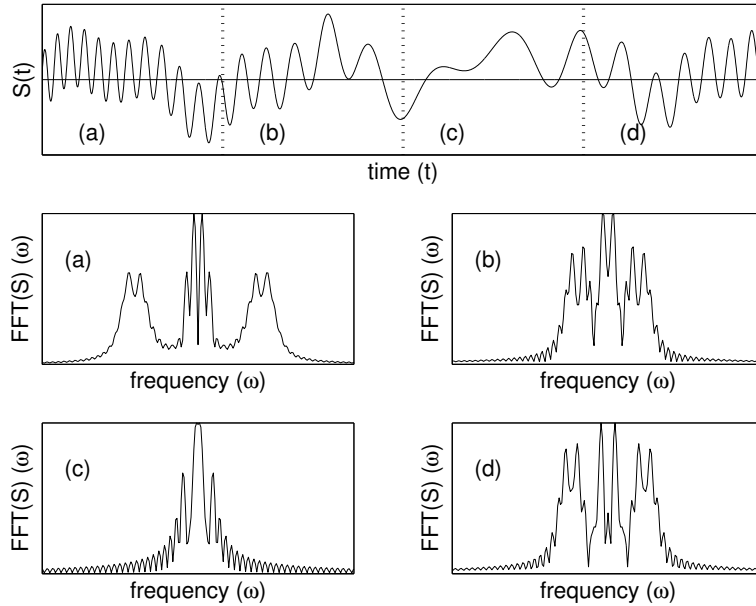 S(t)
(a)
(b)
(c)
(d)
time (t)
FFT(S) (ω)
(a)
frequency (ω)
FFT(S) (ω)
(b)
frequency (ω)
FFT(S) (ω)
(c)
frequency (ω)
FFT(S) (ω)
(d)
frequency (ω)